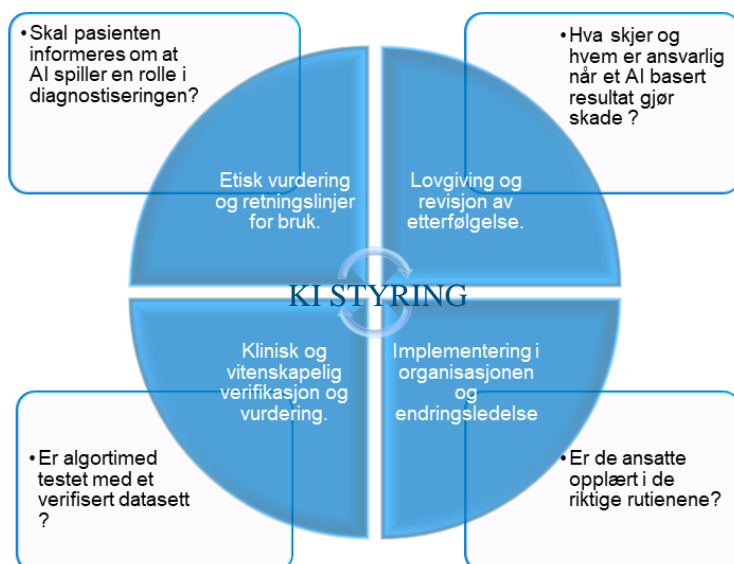 •Skal pasienten
informeres om at
AI spiller en rolle i
diagnostiseringen?
•Hva skjer og
hvem er ansvarlig
når et AI basert
resultat gjør
skade ?
Etisk vurdering
og retningslinjer
for bruk.
Lovgiving og
revisjon av
etterfølgelse.
KI STYRING
Klinisk og
vitenskapelig
verifikasjon og
vurdering.
Implementering i
organisasjonen
og
endringsledelse
•Er algortimed
testet med et
verifisert datasett
?
•Er de ansatte
opplært i de
riktige rutienene?